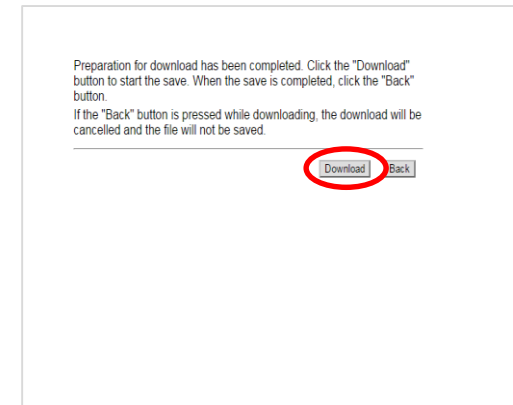 Preparation for download has been completed. Click the "Download"
button to start the save. When the save is completed, click the "Back"
button.
If the "Back" button is pressed while downloading, the download will be
cancelled and the file will not be saved.
Download Back